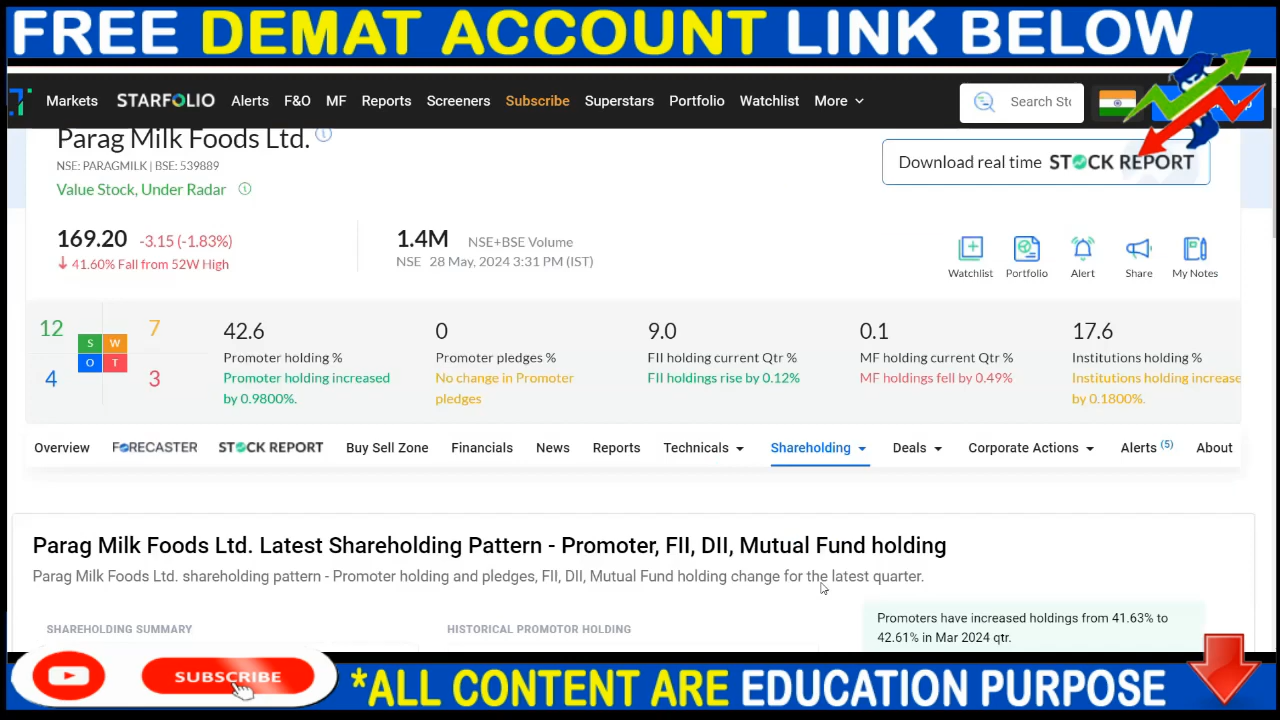 FREE DEMAT ACCOUNT LINK BELOW
Markets STARFOLIO Alerts F&O MF Reports Screeners Subscribe Superstars Portfolio Watchlist More
Parag Milk Foods Ltd.
NSE: PARAGMILK | BSE: 539889
Value Stock, Under Radar
Download real time STOCK REPORT
169.20 -3.15 (-1.83%)
41.60% Fall from 52W High
1.4M NSE+BSE Volume
NSE 28 May, 2024 3:31 PM (IST)
Watchlist Portfolio Alert Share My Notes
12 7
S W
O T
4 3
42.6
Promoter holding %
Promoter holding increased
by 0.9800%.
0
Promoter pledges %
No change in Promoter
pledges
9.0
FII holding current Qtr %
FII holdings rise by 0.12%
0.1
MF holding current Qtr %
MF holdings fell by 0.49%
17.6
Institutions holding %
Institutions holding increase
by 0.1800%.
Overview FORECASTER STOCK REPORT Buy Sell Zone Financials News Reports Technicals Shareholding Deals Corporate Actions Alerts (5) About
Parag Milk Foods Ltd. Latest Shareholding Pattern - Promoter, FII, DII, Mutual Fund holding
Parag Milk Foods Ltd. shareholding pattern - Promoter holding and pledges, FII, DII, Mutual Fund holding change for the latest quarter.
SHAREHOLDING SUMMARY
HISTORICAL PROMOTOR HOLDING
Promoters have increased holdings from 41.63% to
42.61% in Mar 2024 qtr.
SUBSCRIBE
*ALL CONTENT ARE EDUCATION PURPOSE